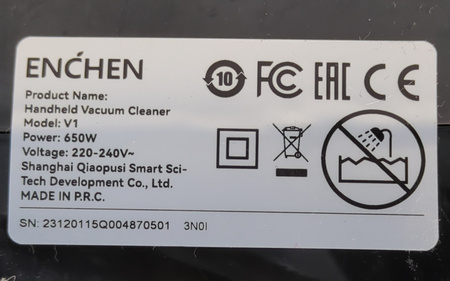 ENCHEN
10 FC EAC CE
Product Name:
Handheld Vacuum Cleaner
Model: V1
Power: 650W
Voltage: 220-240V~
Shanghai Qiaopusi Smart Sci-
Tech Development Co., Ltd.
MADE IN P.R.C.
SN: 23120115Q004870501 3N0I